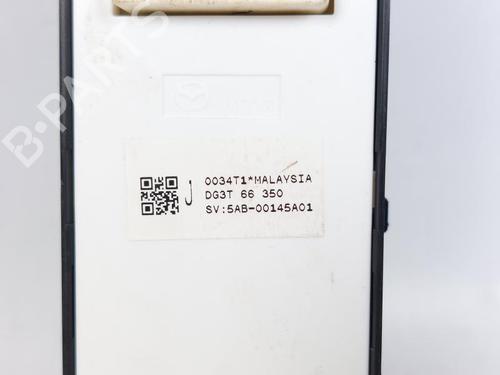 B-PARTS
0034T1*MALAYSIA
J
DG3T 66 350
SV:5AB-00145A01